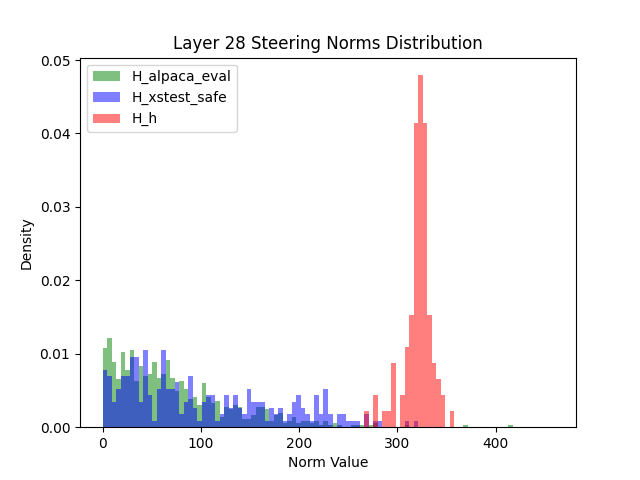 Layer 28 Steering Norms Distribution
H_alpaca_eval
H_xstest_safe
H_h
Density
0.05
0.04
0.03
0.02
0.01
0.00
0
100
200
300
400
Norm Value